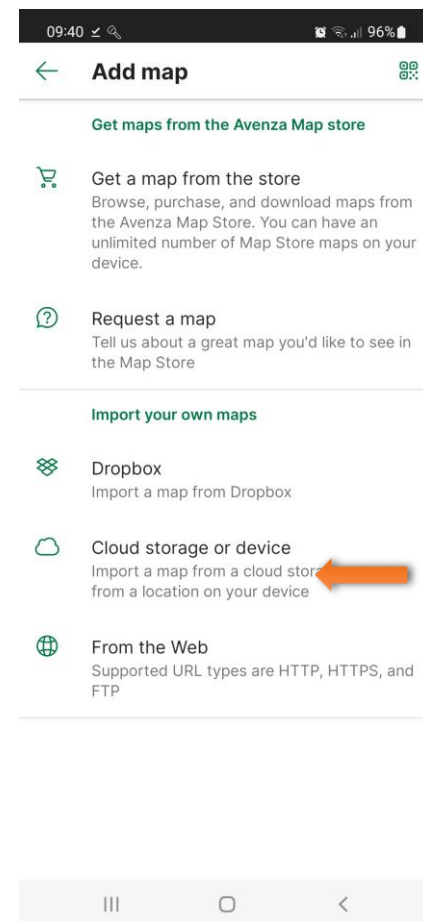 09:40 96%
Add map
Get maps from the Avenza Map store
Get a map from the store
Browse, purchase, and download maps from
the Avenza Map Store. You can have an
unlimited number of Map Store maps on your
device.
Request a map
Tell us about a great map you'd like to see in
the Map Store
Import your own maps
Dropbox
Import a map from Dropbox
Cloud storage or device
Import a map from a cloud
from a location on your device
From the Web
Supported URL types are HTTP, HTTPS, and
FTP